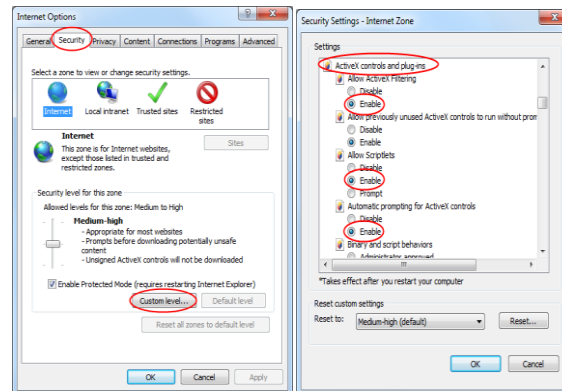 Internet Options
General Security Privacy Content Connections Programs Advanced
Select a zone to view or change security settings.
Internet Local intranet Trusted sites Restricted
sites
Internet
This zone is for Internet websites,
except those listed in trusted and
restricted zones.
Sites
Security level for this zone
Allowed levels for this zone: Medium to High
Medium-high
- Appropriate for most websites
- Prompts before downloading potentially unsafe
content
- Unsigned ActiveX controls will not be downloaded
Enable Protected Mode (requires restarting Internet Explorer)
Custom level... Default level
Reset all zones to default level
OK Cancel Apply
Security Settings - Internet Zone
Settings
ActiveX controls and plug-ins
Allow ActiveX Filtering
Disable
Enable
Allow previously unused ActiveX controls to run without prom
Disable
Enable
Allow Scriptlets
Disable
Enable
Prompt
Automatic prompting for ActiveX controls
Disable
Enable
Binary and script behaviors
Administrator approved
*Takes effect after you restart your computer
Reset custom settings
Reset to: Medium-high (default) Reset...
OK Cancel